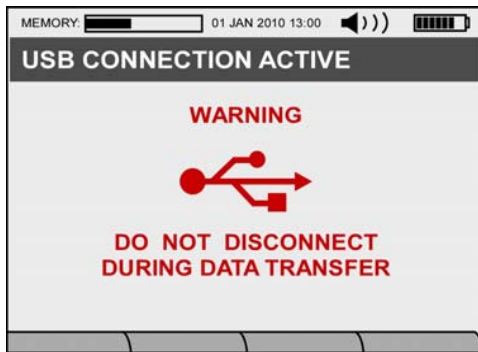 MEMORY: 01 JAN 2010 13:00
USB CONNECTION ACTIVE
WARNING
DO NOT DISCONNECT
DURING DATA TRANSFER